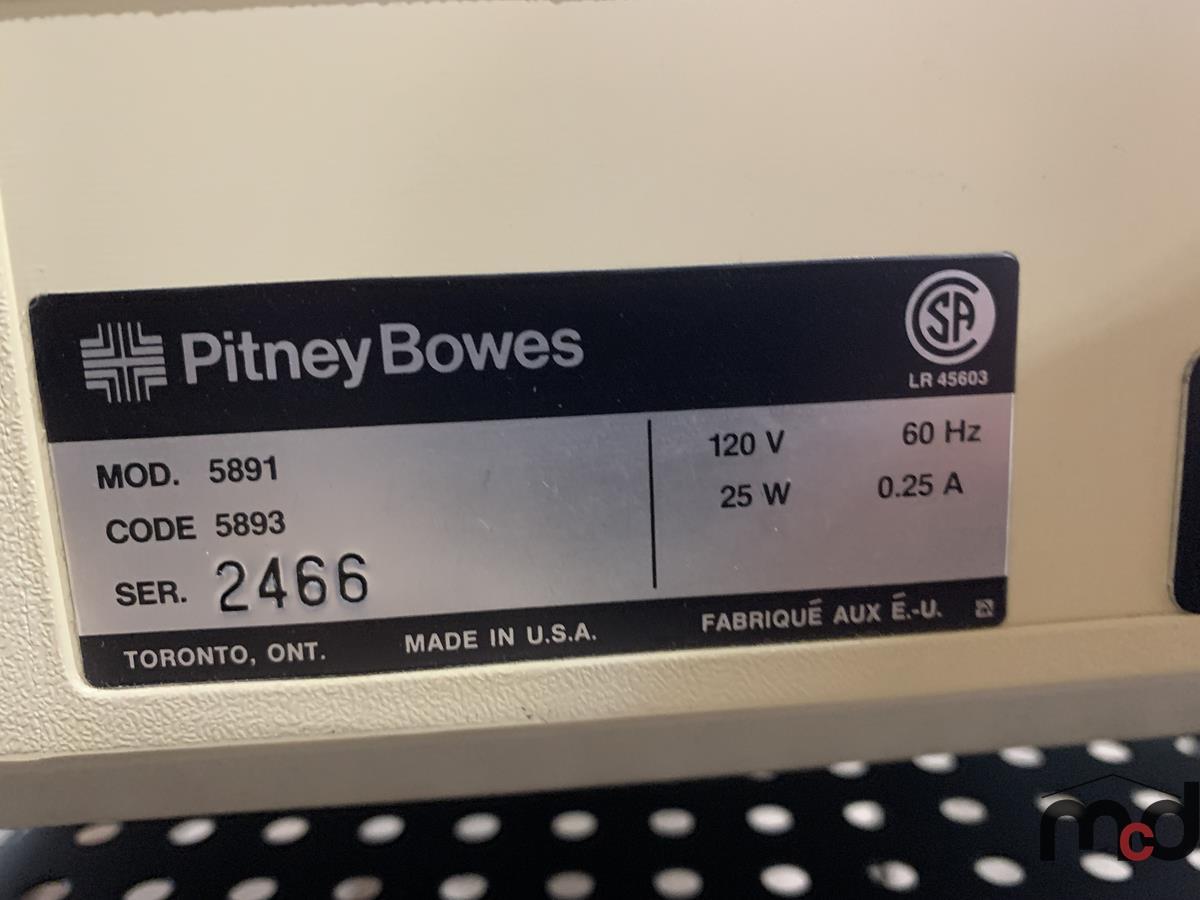 Pitney Bowes
CSA
LR 45603
MOD. 5891
CODE 5893
SER. 2466
120 V 60 Hz
25 W 0.25 A
TORONTO, ONT. MADE IN U.S.A. FABRIQUÉ AUX É.-U.
mcd